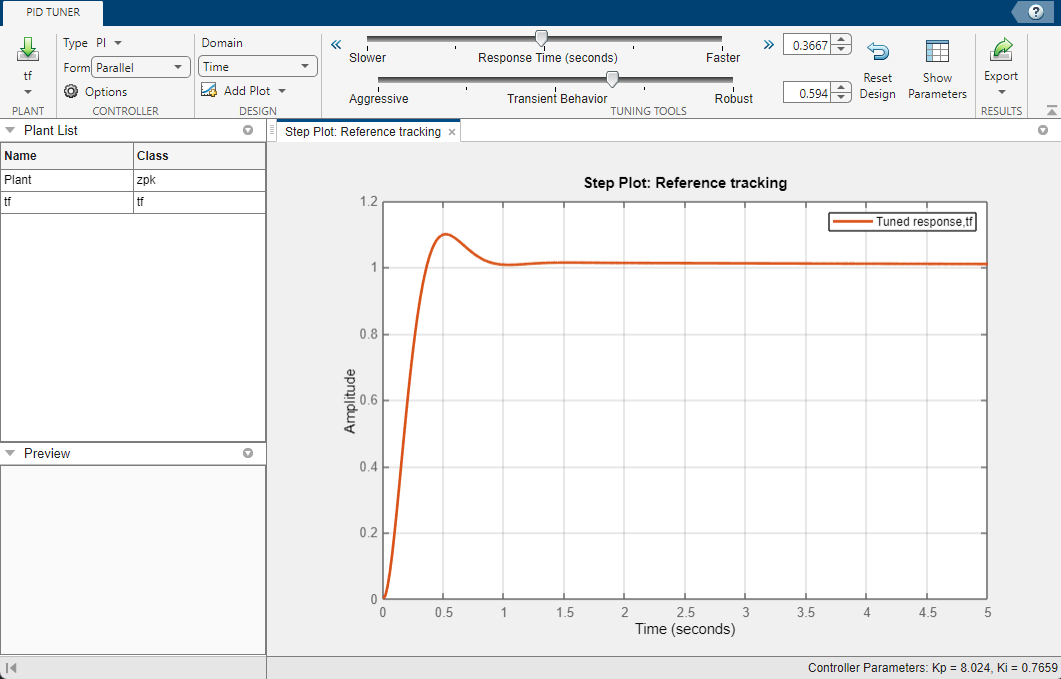 PID TUNER
?
Type PI
Domain
Form Parallel
Time
tf
Options
Add Plot
PLANT
CONTROLLER
DESIGN
Slower
Response Time (seconds)
Faster
0.3667
Aggressive
Transient Behavior
Robust
0.594
TUNING TOOLS
Reset
Design
Show
Parameters
Export
RESULTS
Plant List
Name Class
Plant zpk
tf tf
Preview
Step Plot: Reference tracking
Step Plot: Reference tracking
Tuned response,tf
1.2
1
0.8
0.6
0.4
0.2
0
Amplitude
0 0.5 1 1.5 2 2.5 3 3.5 4 4.5 5
Time (seconds)
Controller Parameters: Kp = 8.024, Ki = 0.7659